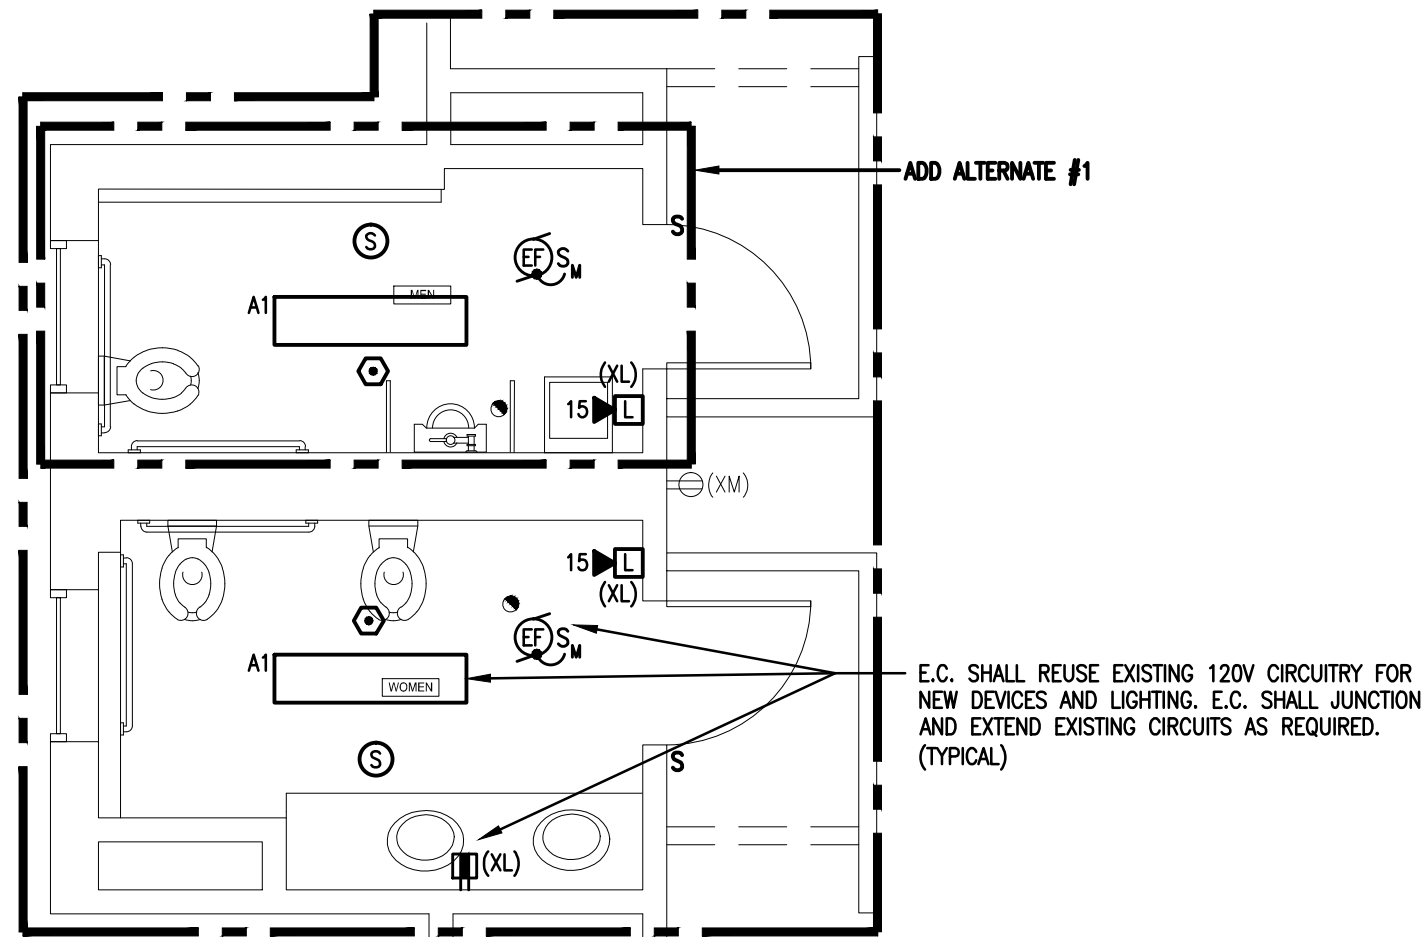 ADD ALTERNATE #1
S
S
EF S M
A1
MEN
(XL)
15 L
(XM)
15 L
(XL)
EF S M
A1
WOMEN
E.C. SHALL REUSE EXISTING 120V CIRCUITRY FOR
NEW DEVICES AND LIGHTING. E.C. SHALL JUNCTION
AND EXTEND EXISTING CIRCUITS AS REQUIRED.
(TYPICAL)
S
S
(XL)